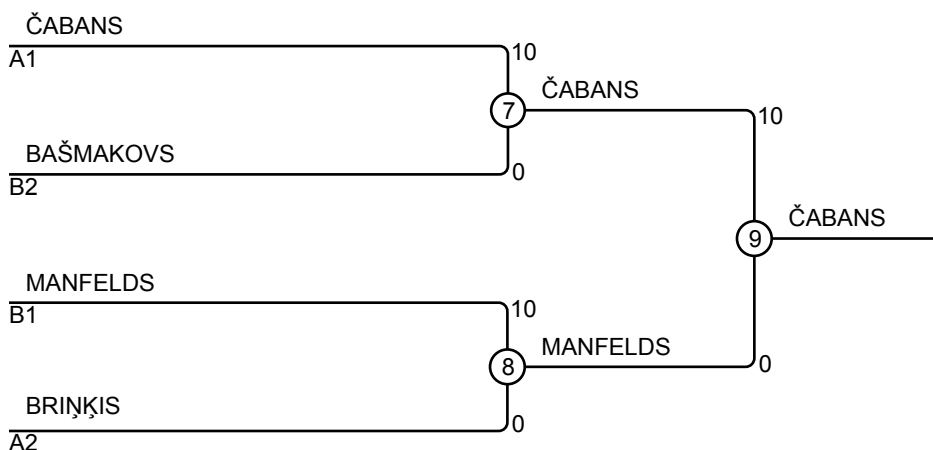 ČABANS
A1
10
7
ČABANS
10
BAŠMAKOVS
B2
0
9
ČABANS
MANFELDS
B1
10
8
MANFELDS
0
BRIŅĶIS
A2
0